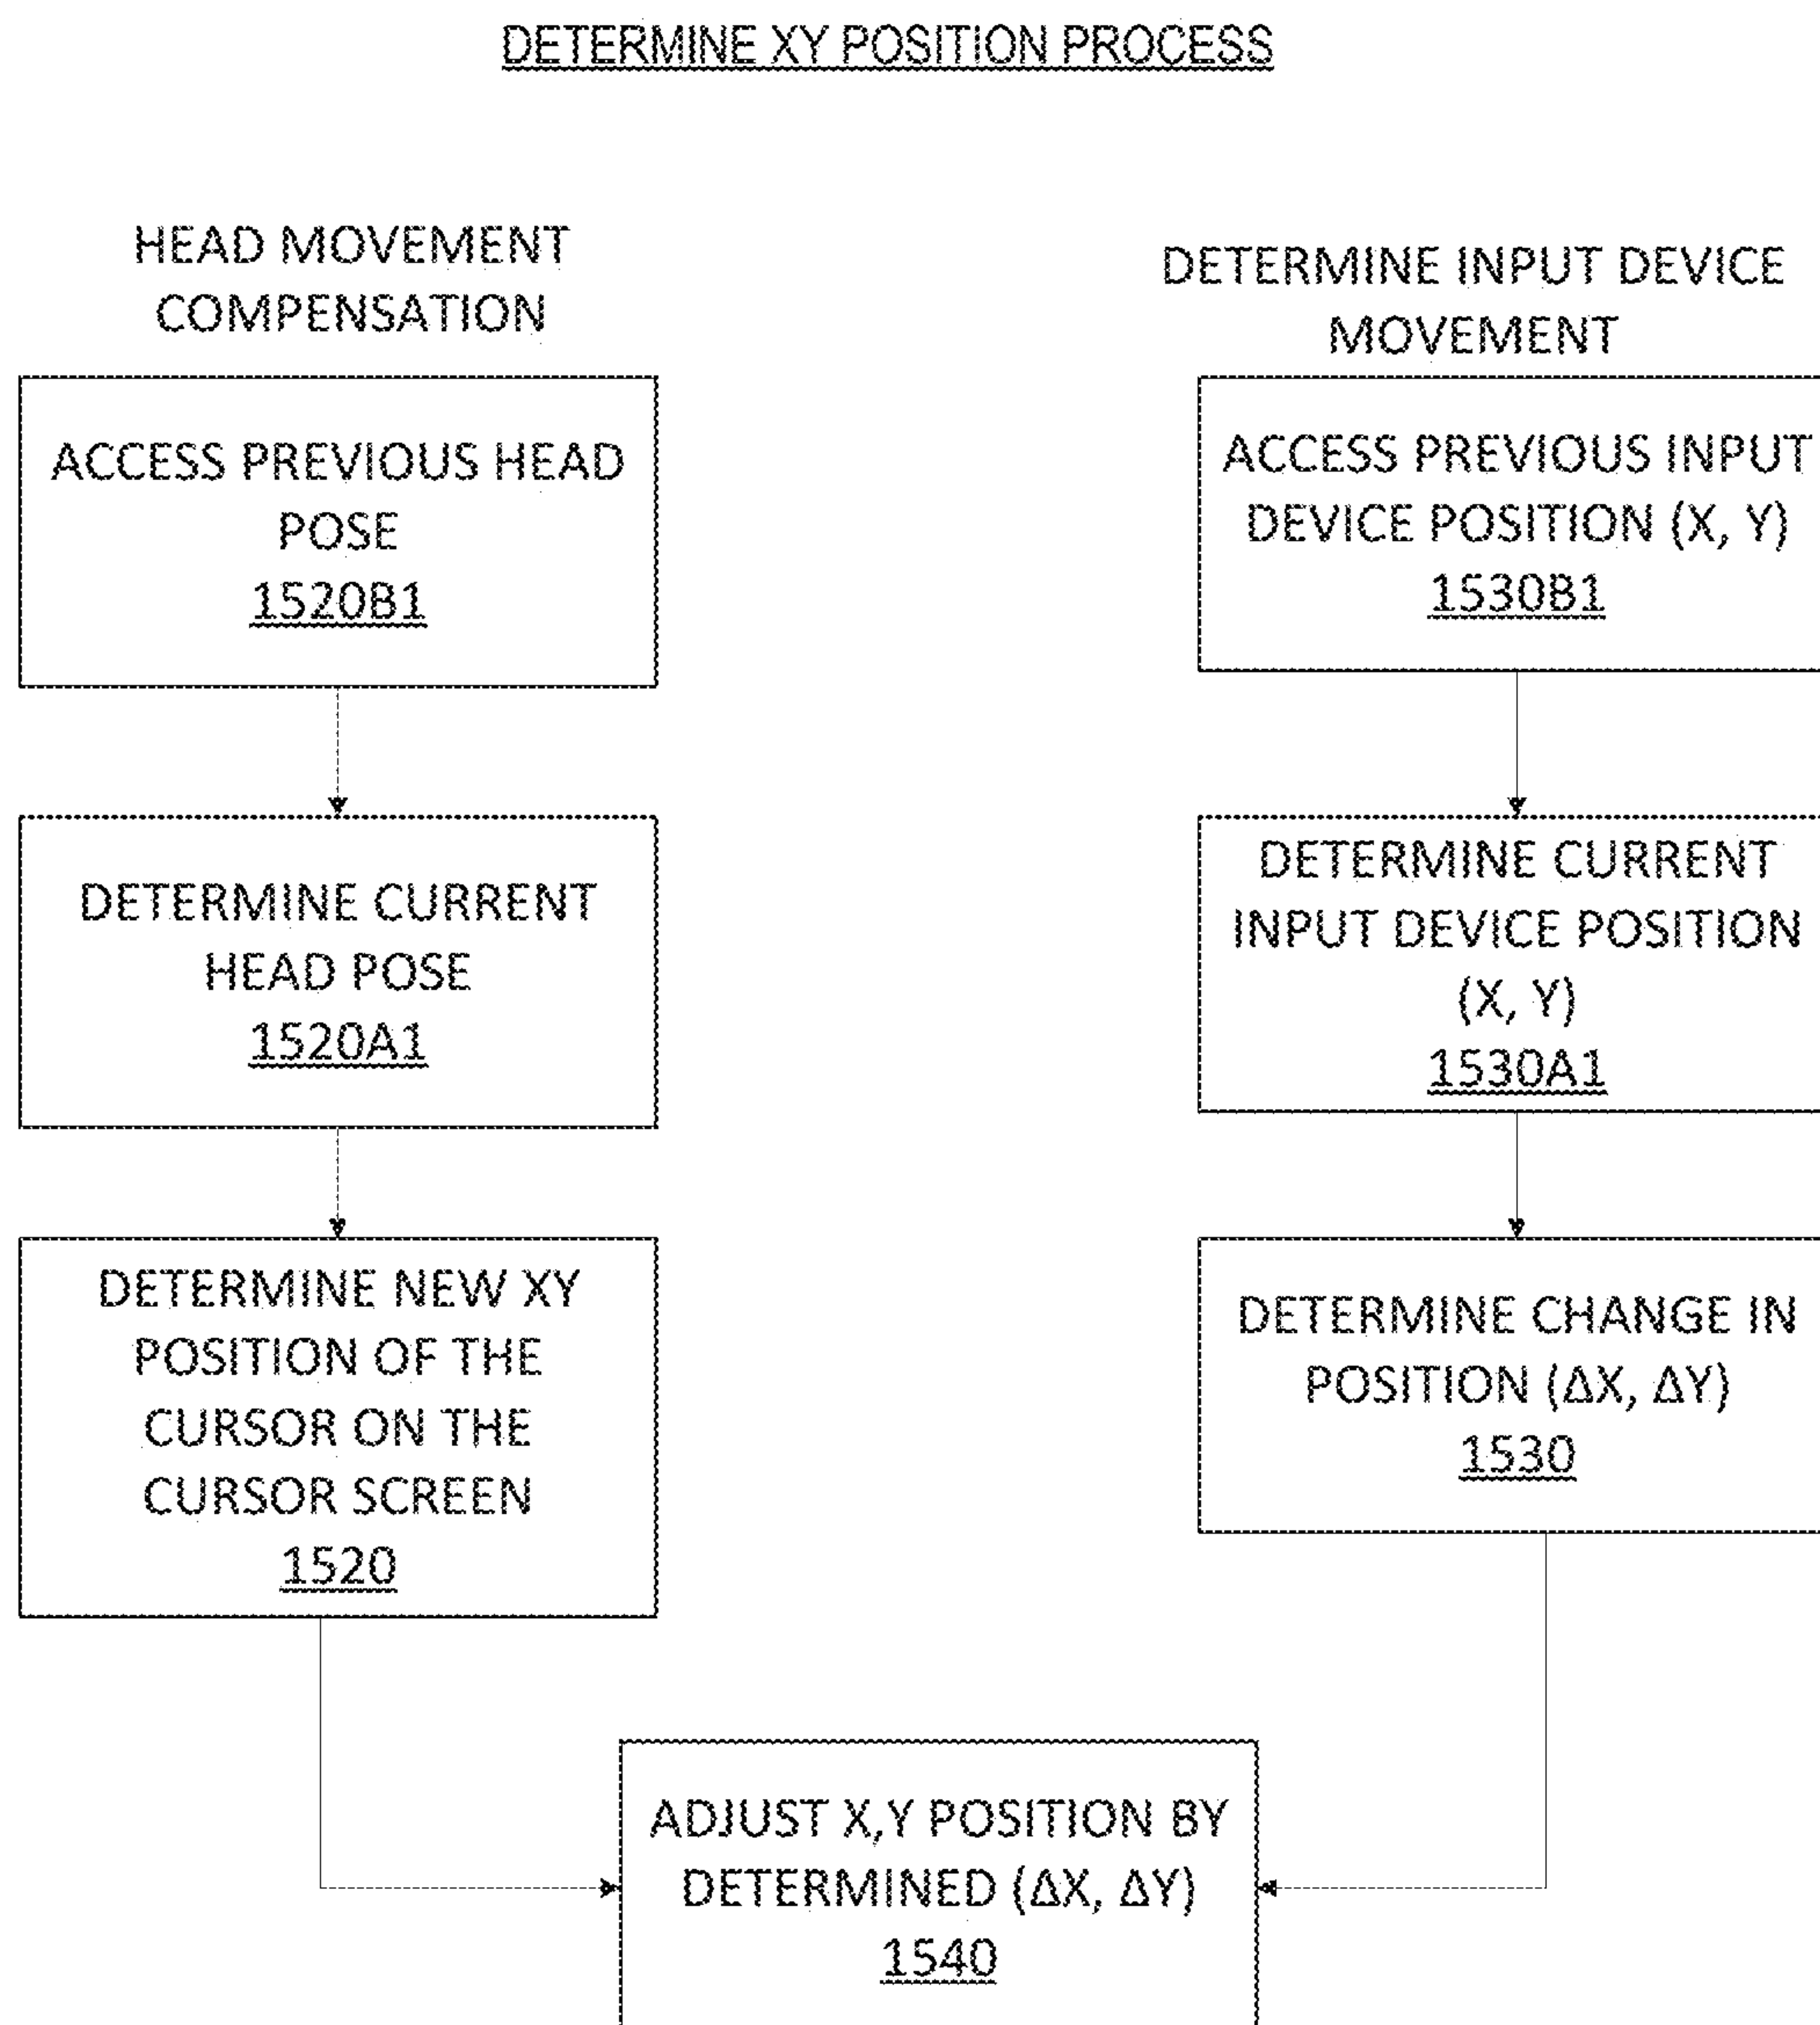 DETERMINE XY POSITION PROCESS
HEAD MOVEMENT
COMPENSATION
ACCESS PREVIOUS HEAD
POSE
1520B1
DETERMINE CURRENT
HEAD POSE
1520A1
DETERMINE NEW XY
POSITION OF THE
CURSOR ON THE
CURSOR SCREEN
1520
DETERMINE INPUT DEVICE
MOVEMENT
ACCESS PREVIOUS INPUT
DEVICE POSITION (X, Y)
1530B1
DETERMINE CURRENT
INPUT DEVICE POSITION
(X, Y)
1530A1
DETERMINE CHANGE IN
POSITION (ΔX, ΔY)
1530
ADJUST X,Y POSITION BY
DETERMINED (ΔX, ΔY)
1540